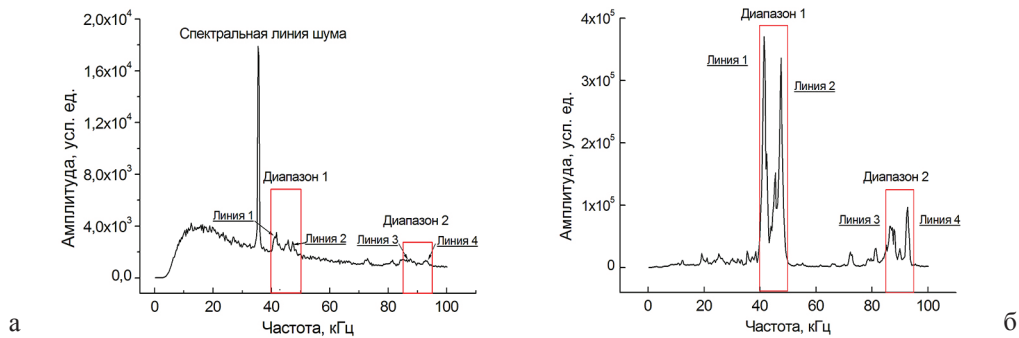 Спектральная линия шума
2,0x10⁴
1,6x10⁴
1,2x10⁴
8,0x10³
4,0x10³
0,0
Амплитуда, усл. ед.
Диапазон 1
Линия 1
Линия 2
Диапазон 2
Линия 3
Линия 4
0 20 40 60 80 100
Частота, кГц
а
Диапазон 1
4x10⁵
3x10⁵
2x10⁵
1x10⁵
0
Амплитуда, усл. ед.
Линия 1
Линия 2
Диапазон 2
Линия 3
Линия 4
0 20 40 60 80 100
Частота, кГц
б